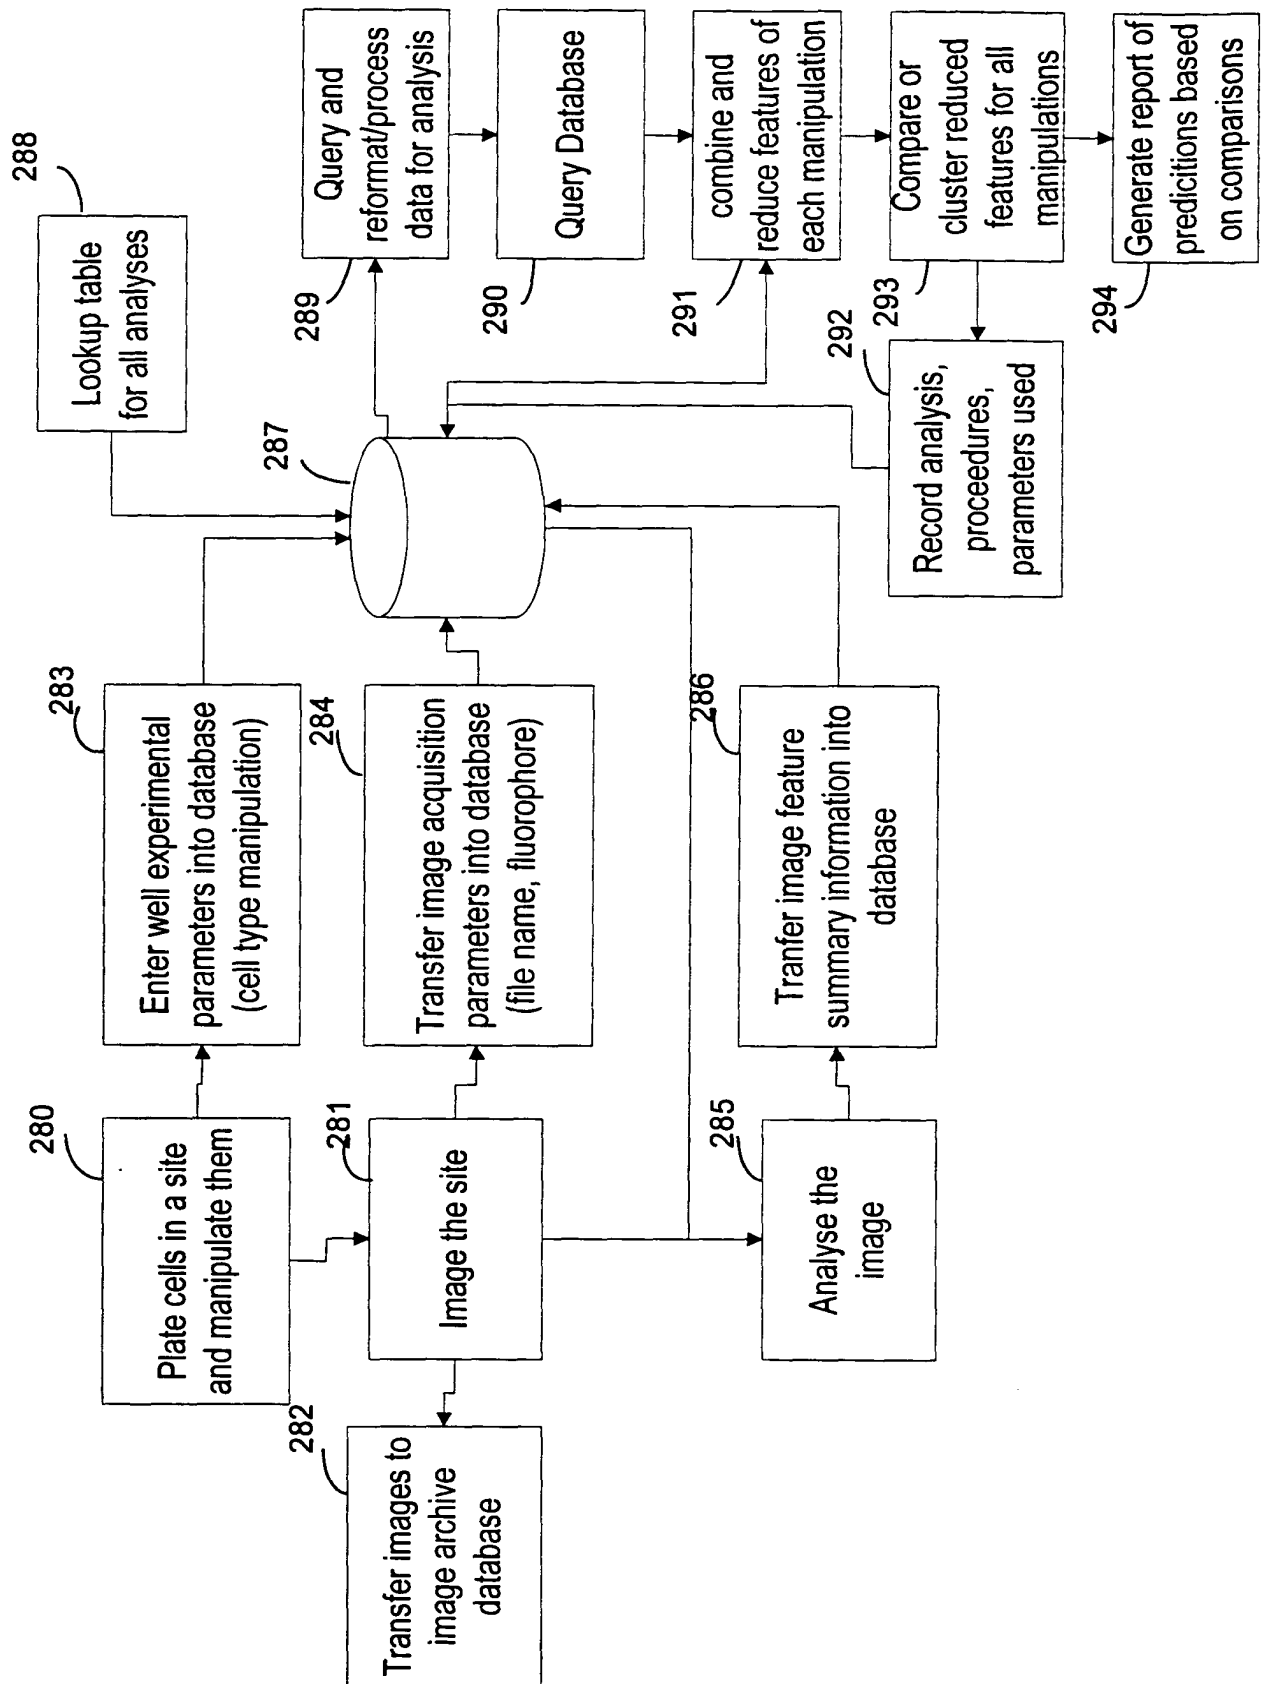 288
Lookup table
for all analyses
289
Query and
reformat/process
data for analysis
290
Query Database
291
combine and
reduce features of
each manipulation
293
Compare or
cluster reduced
features for all
manipulations
294
Generate report of
predicitions based
on comparisons
292
Record analysis,
proceedures,
parameters used
287
283
Enter well experimental
parameters into database
(cell type manipulation)
284
Transfer image acquisition
parameters into database
(file name, fluorophore)
286
Tranfer image feature
summary information into
database
280
Plate cells in a site
and manipulate them
281
Image the site
285
Analyse the
image
282
Transfer images to
image archive
database